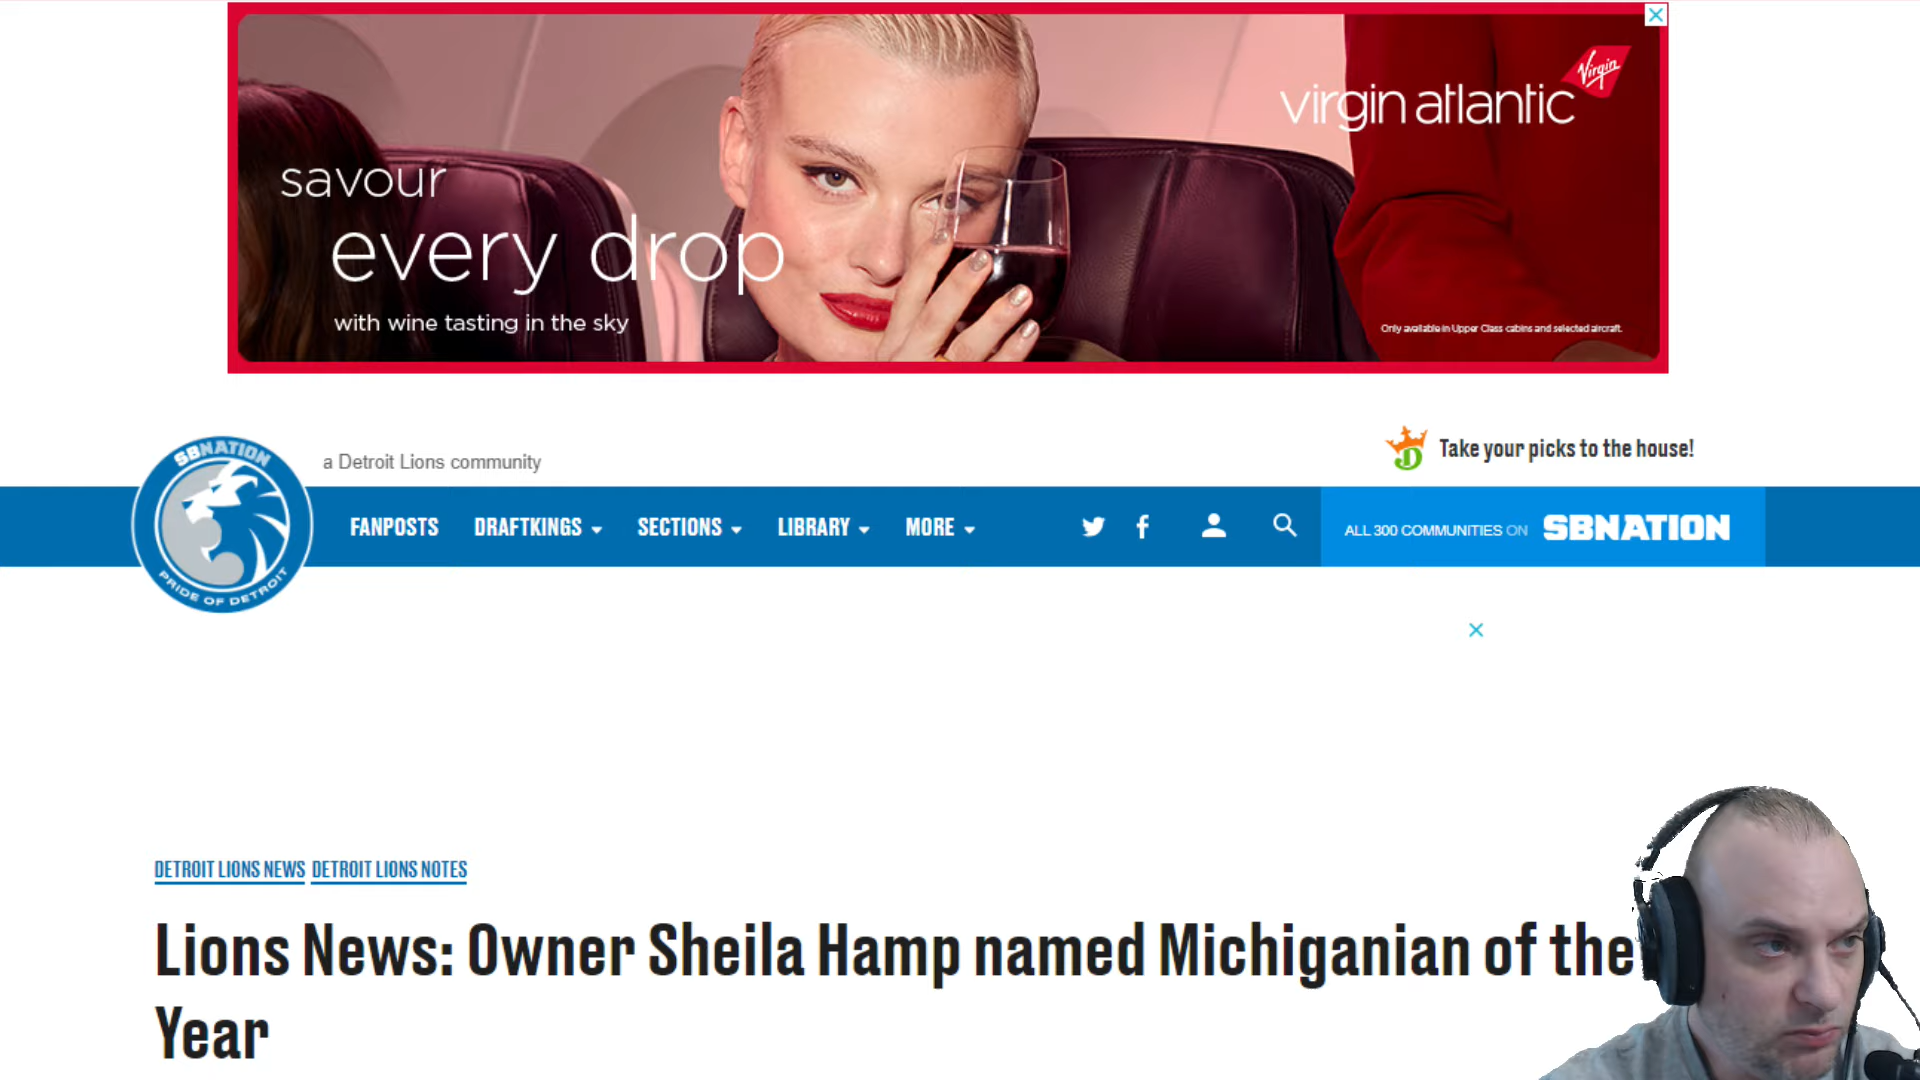 virgin atlantic
Virgin
savour
every drop
with wine tasting in the sky
Only available in Upper Class cabins and selected aircraft.
a Detroit Lions community
Take your picks to the house!
SBNATION
PRIDE OF DETROIT
FANPOSTS DRAFTKINGS SECTIONS LIBRARY MORE ALL 300 COMMUNITIES ON SBNATION
DETROIT LIONS NEWS DETROIT LIONS NOTES
Lions News: Owner Sheila Hamp named Michiganian of the
Year